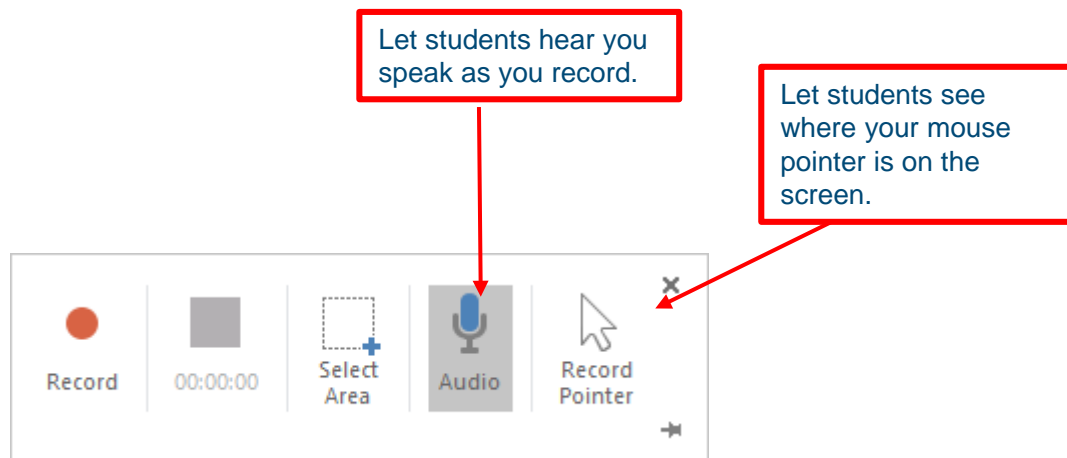 Let students hear you
speak as you record.
Let students see
where your mouse
pointer is on the
screen.
Record
00:00:00
Select
Area
Audio
Record
Pointer